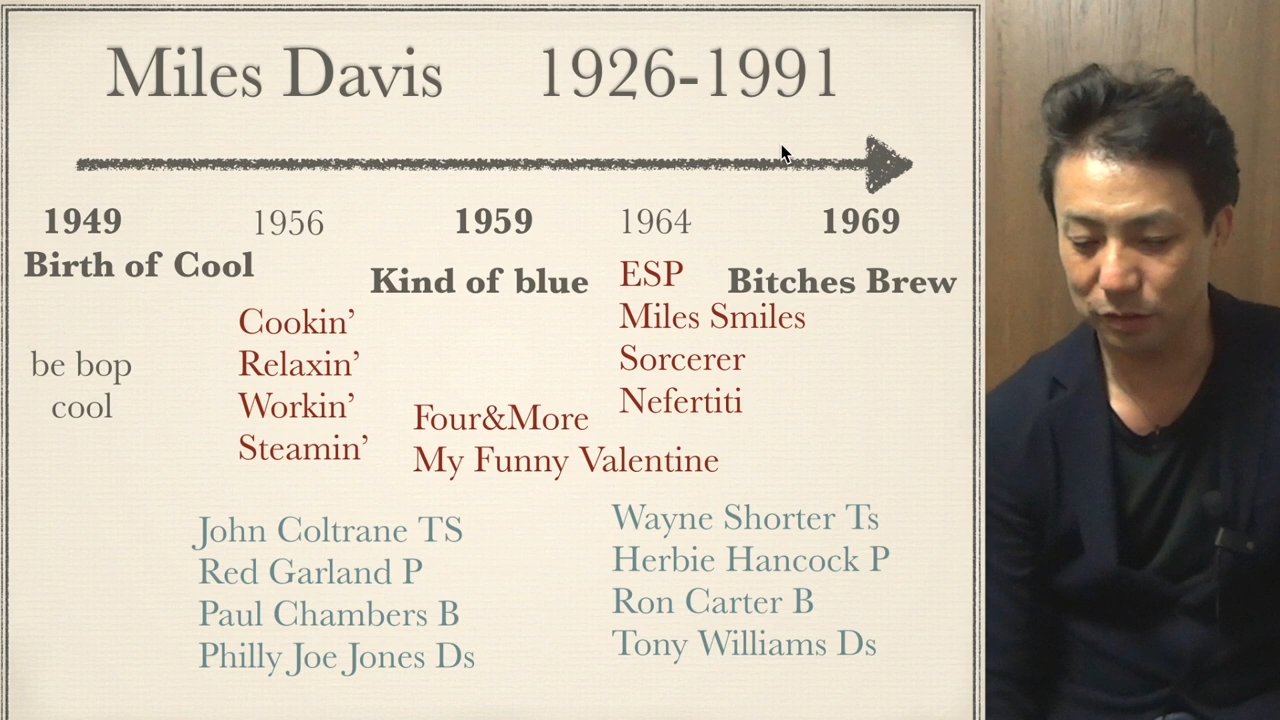 Miles Davis 1926-1991
1949 1956 1959 1964 1969
Birth of Cool
Kind of blue
ESP
Bitches Brew
Miles Smiles
Sorcerer
Nefertiti
Cookin’
Relaxin’
Workin’
Steamin’
be bop
cool
Four&More
My Funny Valentine
John Coltrane TS
Red Garland P
Paul Chambers B
Philly Joe Jones Ds
Wayne Shorter Ts
Herbie Hancock P
Ron Carter B
Tony Williams Ds